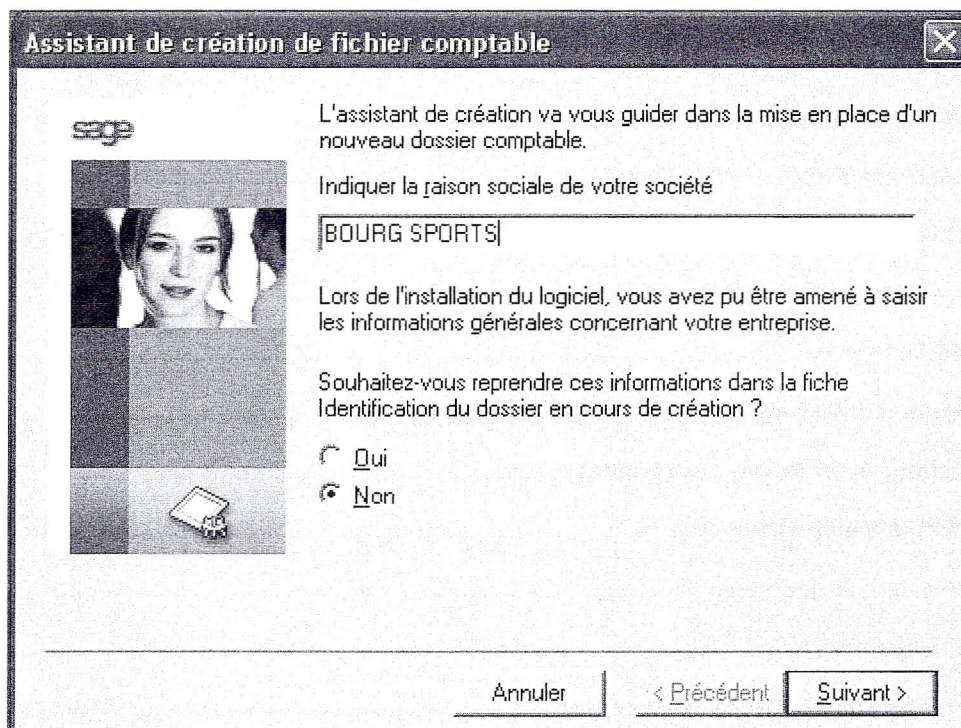 Assistant de création de fichier comptable
sage
L'assistant de création va vous guider dans la mise en place d'un
nouveau dossier comptable.
Indiquer la raison sociale de votre société
BOURG SPORTS
Lors de l'installation du logiciel, vous avez pu être amené à saisir
les informations générales concernant votre entreprise.
Souhaitez-vous reprendre ces informations dans la fiche
Identification du dossier en cours de création ?
Oui
Non
Annuler
< Précédent
Suivant >